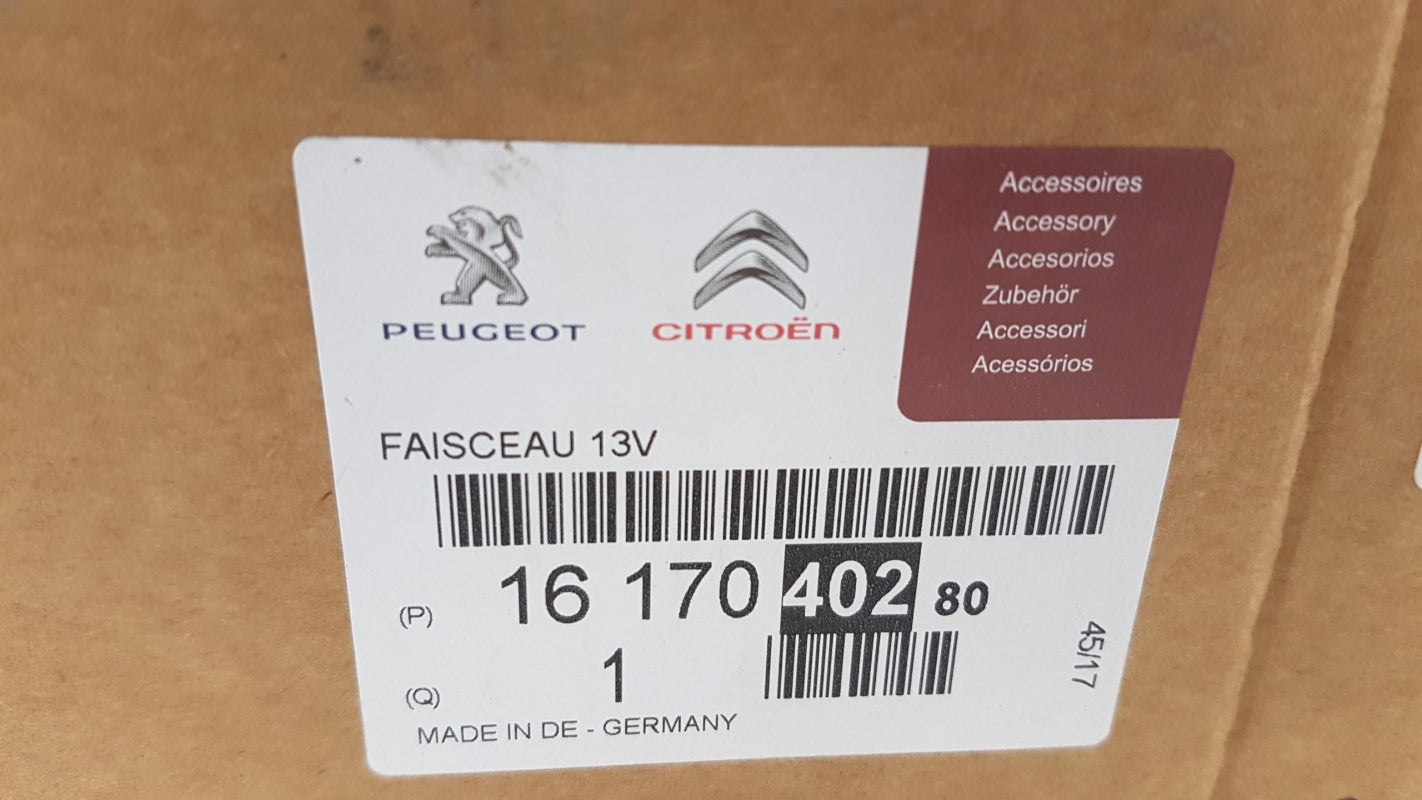 PEUGEOT
CITROËN
Accessoires
Accessory
Accesorios
Zubehör
Accessori
Acessórios
FAISCEAU 13V
(P) 16 170 402 80
(Q) 1
45/17
MADE IN DE - GERMANY